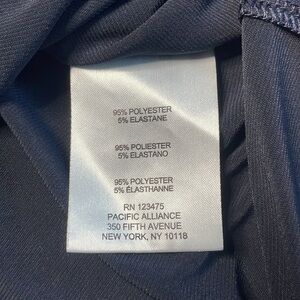 95% POLYESTER
5% ELASTANE
95% POLIESTER
5% ELASTANO
95% POLYESTER
5% ÉLASTHANNE
RN 123475
PACIFIC ALLIANCE
350 FIFTH AVENUE
NEW YORK, NY 10118